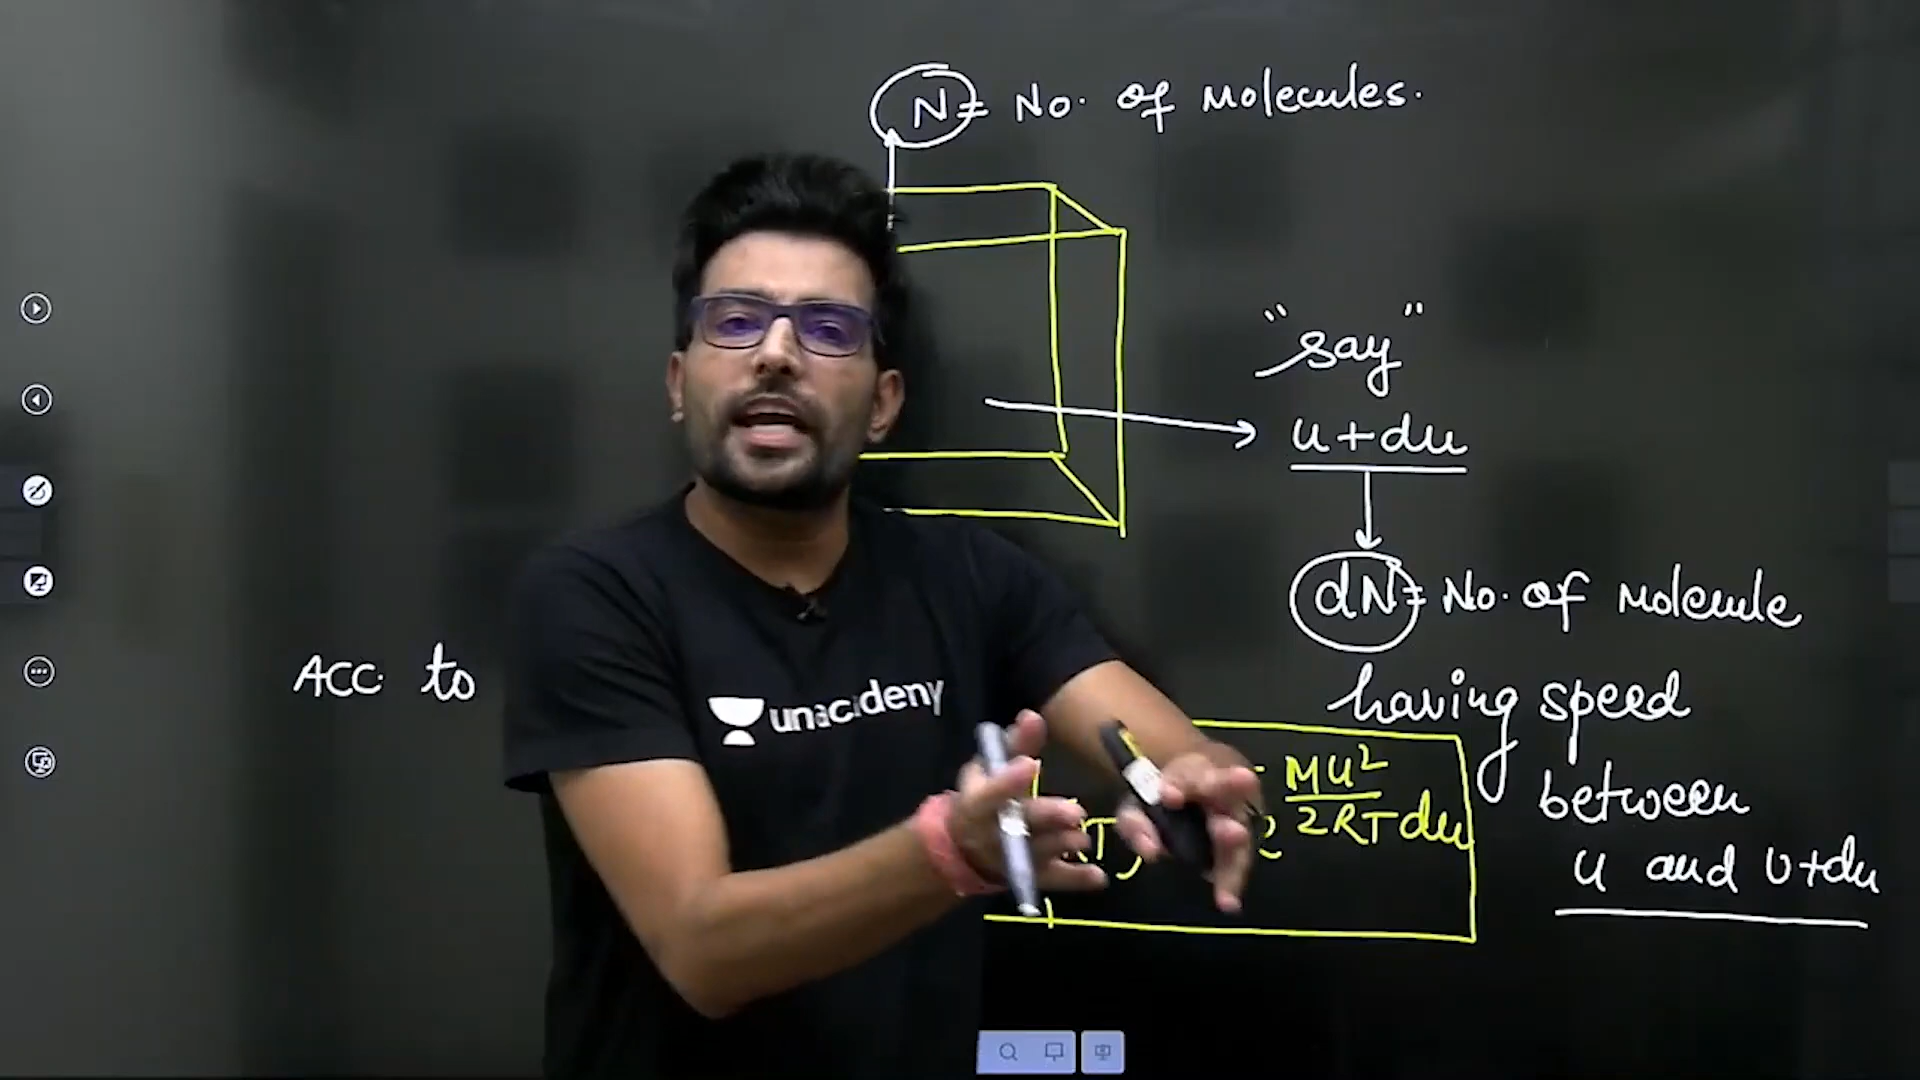 N = No. of Molecules.
"say"
u+du
dN = No. of Molecule
having speed
between
u and u+du
Acc. to
unacademy
- Mu²
2RT du